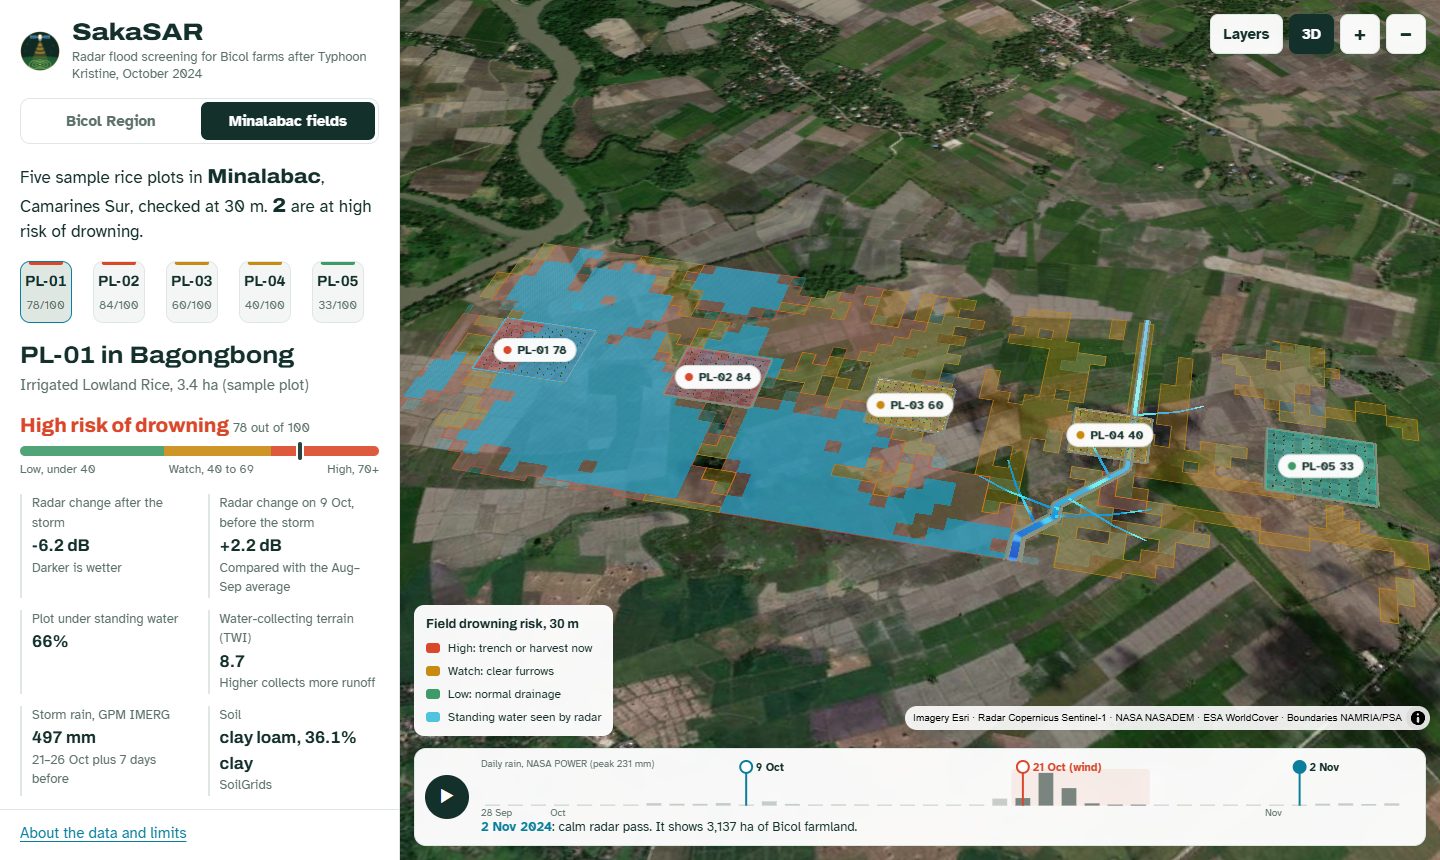 SakaSAR
Radar flood screening for Bicol farms after Typhoon
Kristine, October 2024
Bicol Region
Minalabac fields
Five sample rice plots in Minalabac,
Camarines Sur, checked at 30 m. 2 are at high
risk of drowning.
PL-01
78/100
PL-02
84/100
PL-03
60/100
PL-04
40/100
PL-05
33/100
PL-01 in Bagongbong
Irrigated Lowland Rice, 3.4 ha (sample plot)
High risk of drowning 78 out of 100
Low, under 40
Watch, 40 to 69
High, 70+
Radar change after the
storm
-6.2 dB
Darker is wetter
Radar change on 9 Oct,
before the storm
+2.2 dB
Compared with the Aug–
Sep average
Plot under standing water
66%
Water-collecting terrain
(TWI)
8.7
Higher collects more runoff
Storm rain, GPM IMERG
497 mm
21–26 Oct plus 7 days
before
Soil
clay loam, 36.1%
clay
SoilGrids
About the data and limits
Layers
3D
+
−
PL-01 78
PL-02 84
PL-03 60
PL-04 40
PL-05 33
Field drowning risk, 30 m
High: trench or harvest now
Watch: clear furrows
Low: normal drainage
Standing water seen by radar
Imagery Esri · Radar Copernicus Sentinel-1 · NASA NASADEM · ESA WorldCover · Boundaries NAMRIA/PSA
Daily rain, NASA POWER (peak 231 mm)
9 Oct
21 Oct (wind)
2 Nov
28 Sep
Oct
Nov
2 Nov 2024: calm radar pass. It shows 3,137 ha of Bicol farmland.